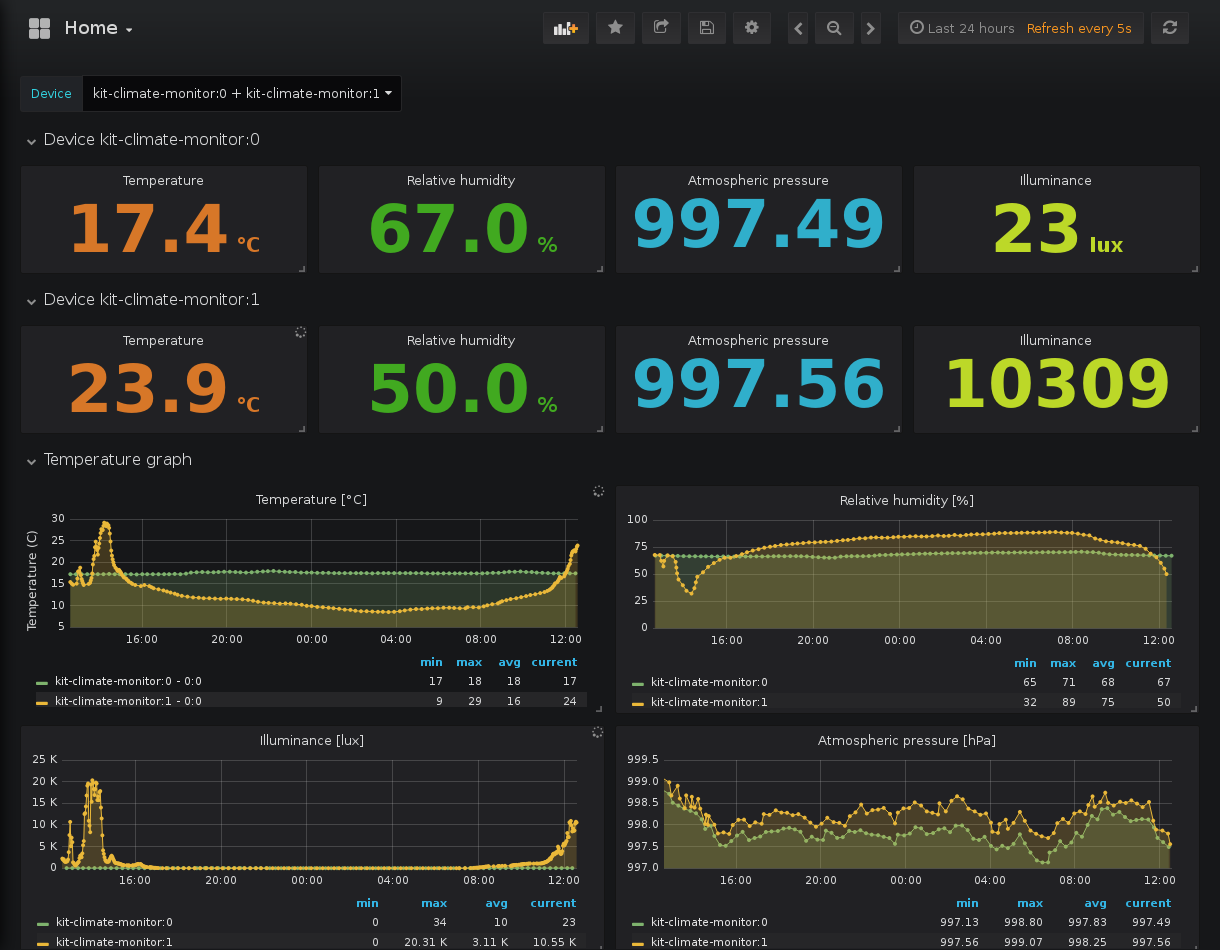 Home
Last 24 hours Refresh every 5s
Device kit-climate-monitor:0 + kit-climate-monitor:1
Device kit-climate-monitor:0
Temperature Relative humidity Atmospheric pressure Illuminance
17.4 °C 67.0 % 997.49 23 lux
Device kit-climate-monitor:1
Temperature Relative humidity Atmospheric pressure Illuminance
23.9 °C 50.0 % 997.56 10309
Temperature graph
Temperature [°C]
Temperature (C)
30
25
20
15
10
5
16:00 20:00 00:00 04:00 08:00 12:00
min max avg current
kit-climate-monitor:0 - 0:0 17 18 18 17
kit-climate-monitor:1 - 0:0 9 29 16 24
Relative humidity [%]
100
75
50
25
0
16:00 20:00 00:00 04:00 08:00 12:00
min max avg current
kit-climate-monitor:0 65 71 68 67
kit-climate-monitor:1 32 89 75 50
Illuminance [lux]
25 K
20 K
15 K
10 K
5 K
0
16:00 20:00 00:00 04:00 08:00 12:00
min max avg current
kit-climate-monitor:0 0 34 10 23
kit-climate-monitor:1 0 20.31 K 3.11 K 10.55 K
Atmospheric pressure [hPa]
999.5
999.0
998.5
998.0
997.5
997.0
16:00 20:00 00:00 04:00 08:00 12:00
min max avg current
kit-climate-monitor:0 997.13 998.80 997.83 997.49
kit-climate-monitor:1 997.56 999.07 998.25 997.56